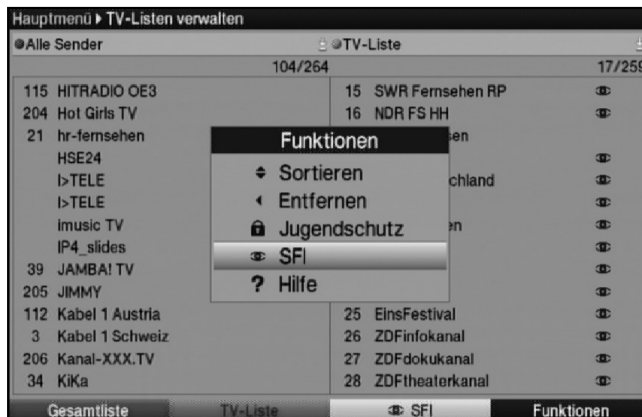 Hauptmenü ▸ TV-Listen verwalten
Alle Sender
TV-Liste
104/264
17/259
115 HITRADIO OE3
204 Hot Girls TV
21 hr-fernsehen
HSE24
I>TELE
I>TELE
imusic TV
IP4_slides
39 JAMBA! TV
205 JIMMY
112 Kabel 1 Austria
3 Kabel 1 Schweiz
206 Kanal-XXX.TV
34 KiKa
15 SWR Fernsehen RP
16 NDR FS HH
sen
chland
en
25 EinsFestival
26 ZDFinfokanal
27 ZDFdokukanal
28 ZDFtheaterkanal
Funktionen
Sortieren
Entfernen
Jugendschutz
SFI
? Hilfe
Gesamtliste TV-Liste SFI Funktionen